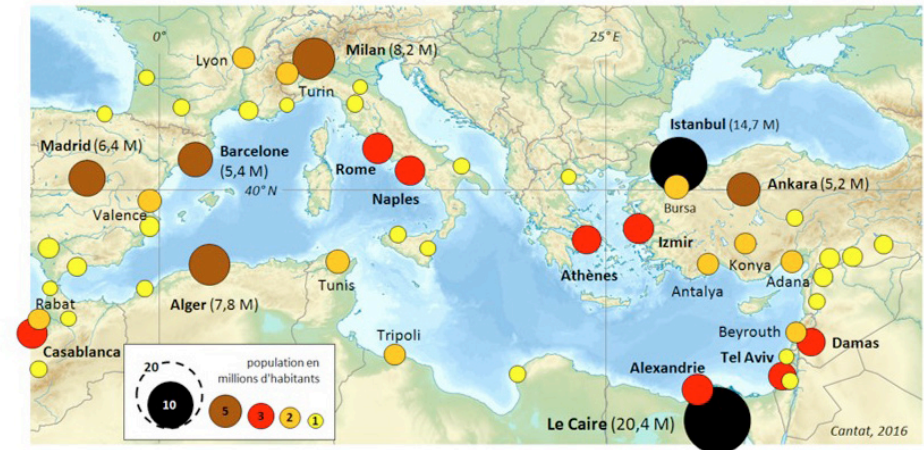 0°
25° E
Lyon
Milan (8,2 M)
Turin
Istanbul (14,7 M)
Madrid (6,4 M)
Barcelone
(5,4 M)
Rome
40° N
Naples
Ankara (5,2 M)
Bursa
Valence
Izmir
Athènes
Konya
Antalya
Adana
Alger (7,8 M)
Tunis
Rabat
Casablanca
Tripoli
Beyrouth
Damas
Tel Aviv
Alexandrie
Le Caire (20,4 M)
population en
millions d'habitants
20
10
5
3
2
1
Cantat, 2016